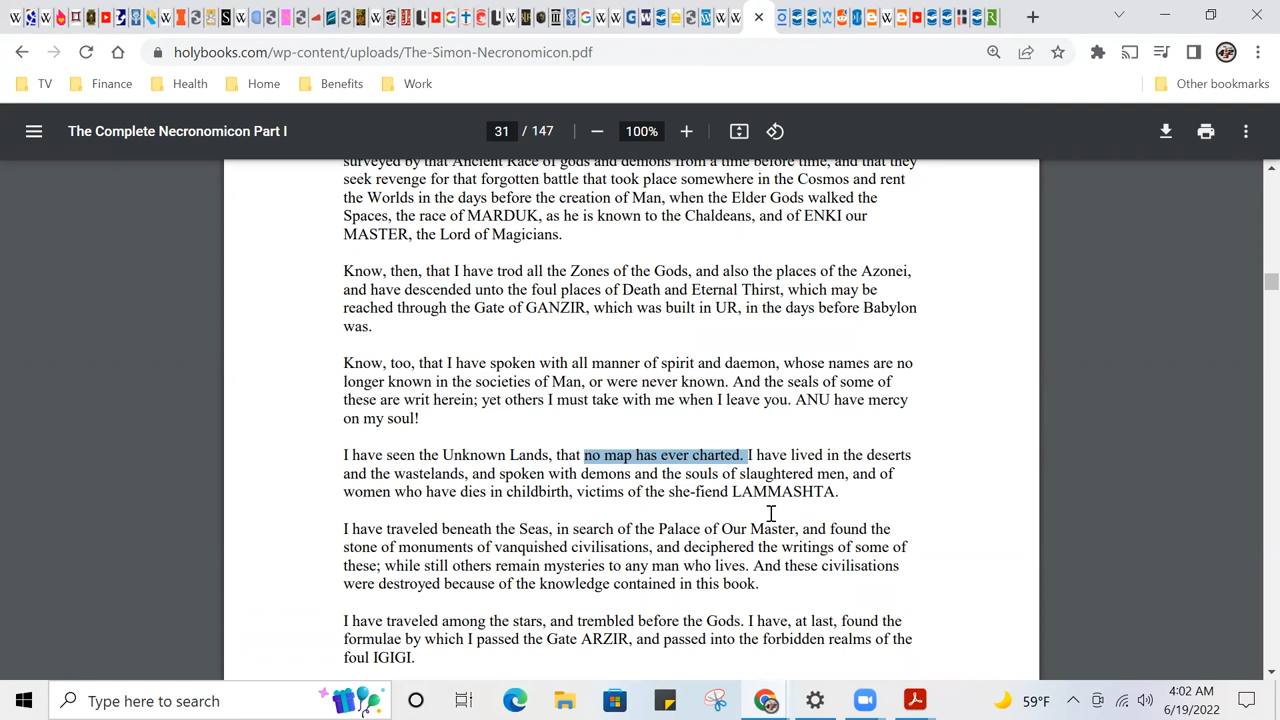 holybooks.com/wp-content/uploads/The-Simon-Necronomicon.pdf
TV Finance Health Home Benefits Work Other bookmarks
The Complete Necronomicon Part I 31 / 147 100%
surveyed by that Ancient Race of gods and demons from a time before time, and that they
seek revenge for that forgotten battle that took place somewhere in the Cosmos and rent
the Worlds in the days before the creation of Man, when the Elder Gods walked the
Spaces, the race of MARDUK, as he is known to the Chaldeans, and of ENKI our
MASTER, the Lord of Magicians.
Know, then, that I have trod all the Zones of the Gods, and also the places of the Azonei,
and have descended unto the foul places of Death and Eternal Thirst, which may be
reached through the Gate of GANZIR, which was built in UR, in the days before Babylon
was.
Know, too, that I have spoken with all manner of spirit and daemon, whose names are no
longer known in the societies of Man, or were never known. And the seals of some of
these are writ herein; yet others I must take with me when I leave you. ANU have mercy
on my soul!
I have seen the Unknown Lands, that no map has ever charted. I have lived in the deserts
and the wastelands, and spoken with demons and the souls of slaughtered men, and of
women who have dies in childbirth, victims of the she-fiend LAMMASHTA.
I have traveled beneath the Seas, in search of the Palace of Our Master, and found the
stone of monuments of vanquished civilisations, and deciphered the writings of some of
these; while still others remain mysteries to any man who lives. And these civilisations
were destroyed because of the knowledge contained in this book.
I have traveled among the stars, and trembled before the Gods. I have, at last, found the
formulae by which I passed the Gate ARZIR, and passed into the forbidden realms of the
foul IGIGI.
Type here to search
59°F
4:02 AM
6/19/2022